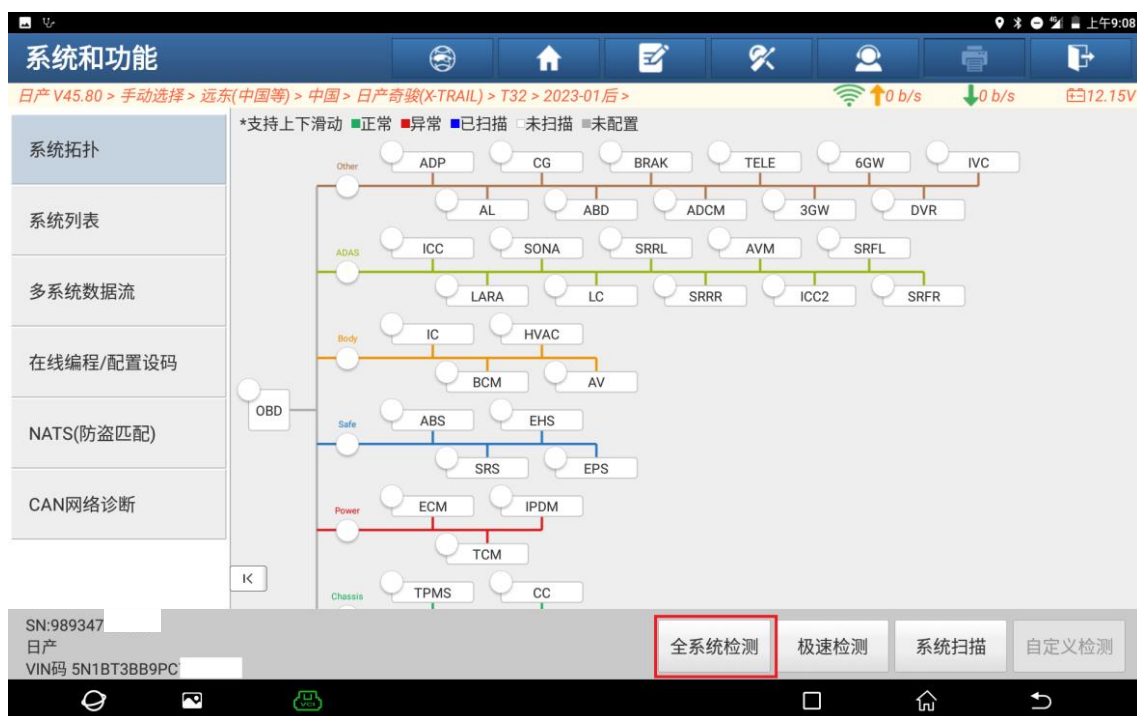 上午9:08
系统和功能
日产 V45.80 > 手动选择 > 远东(中国等) > 中国 > 日产奇骏(X-TRAIL) > T32 > 2023-01后 > 0 b/s 0 b/s 12.15V
*支持上下滑动 正常 异常 已扫描 未扫描 未配置
系统拓扑
系统列表
多系统数据流
在线编程/配置设码
NATS(防盗匹配)
CAN网络诊断
OBD
Other
ADP CG BRAK TELE 6GW IVC
AL ABD ADCM 3GW DVR
ADAS
ICC SONA SRRL AVM SRFL
LARA LC SRRR ICC2 SRFR
Body
IC HVAC
BCM AV
Safe
ABS EHS
SRS EPS
Power
ECM IPDM
TCM
Chassis
TPMS CC
SN:989347
日产
VIN码 5N1BT3BB9PC
全系统检测 极速检测 系统扫描 自定义检测
VCI